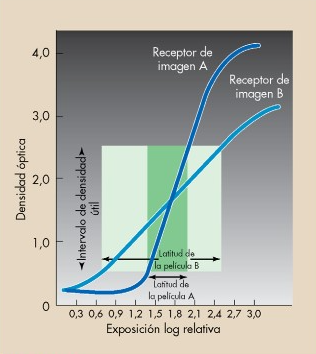 Receptor de
imagen A
Receptor de
imagen B
Densidad óptica
4,0
3,0
2,0
1,0
0
Intervalo de densidad
útil
Latitud de
la película B
Latitud de
la película A
0,3 0,6 0,9 1,2 1,5 1,8 2,1 2,4 2,7 3,0
Exposición log relativa